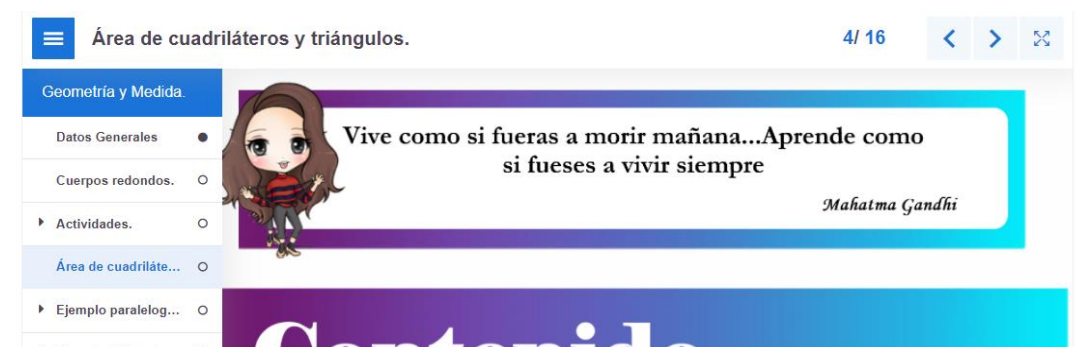 Área de cuadriláteros y triángulos.
4/ 16
Geometría y Medida.
Datos Generales
Cuerpos redondos.
Actividades.
Área de cuadriláte...
Ejemplo paralelog...
Vive como si fueras a morir mañana...Aprende como
si fueses a vivir siempre
Mahatma Gandhi
Contenido